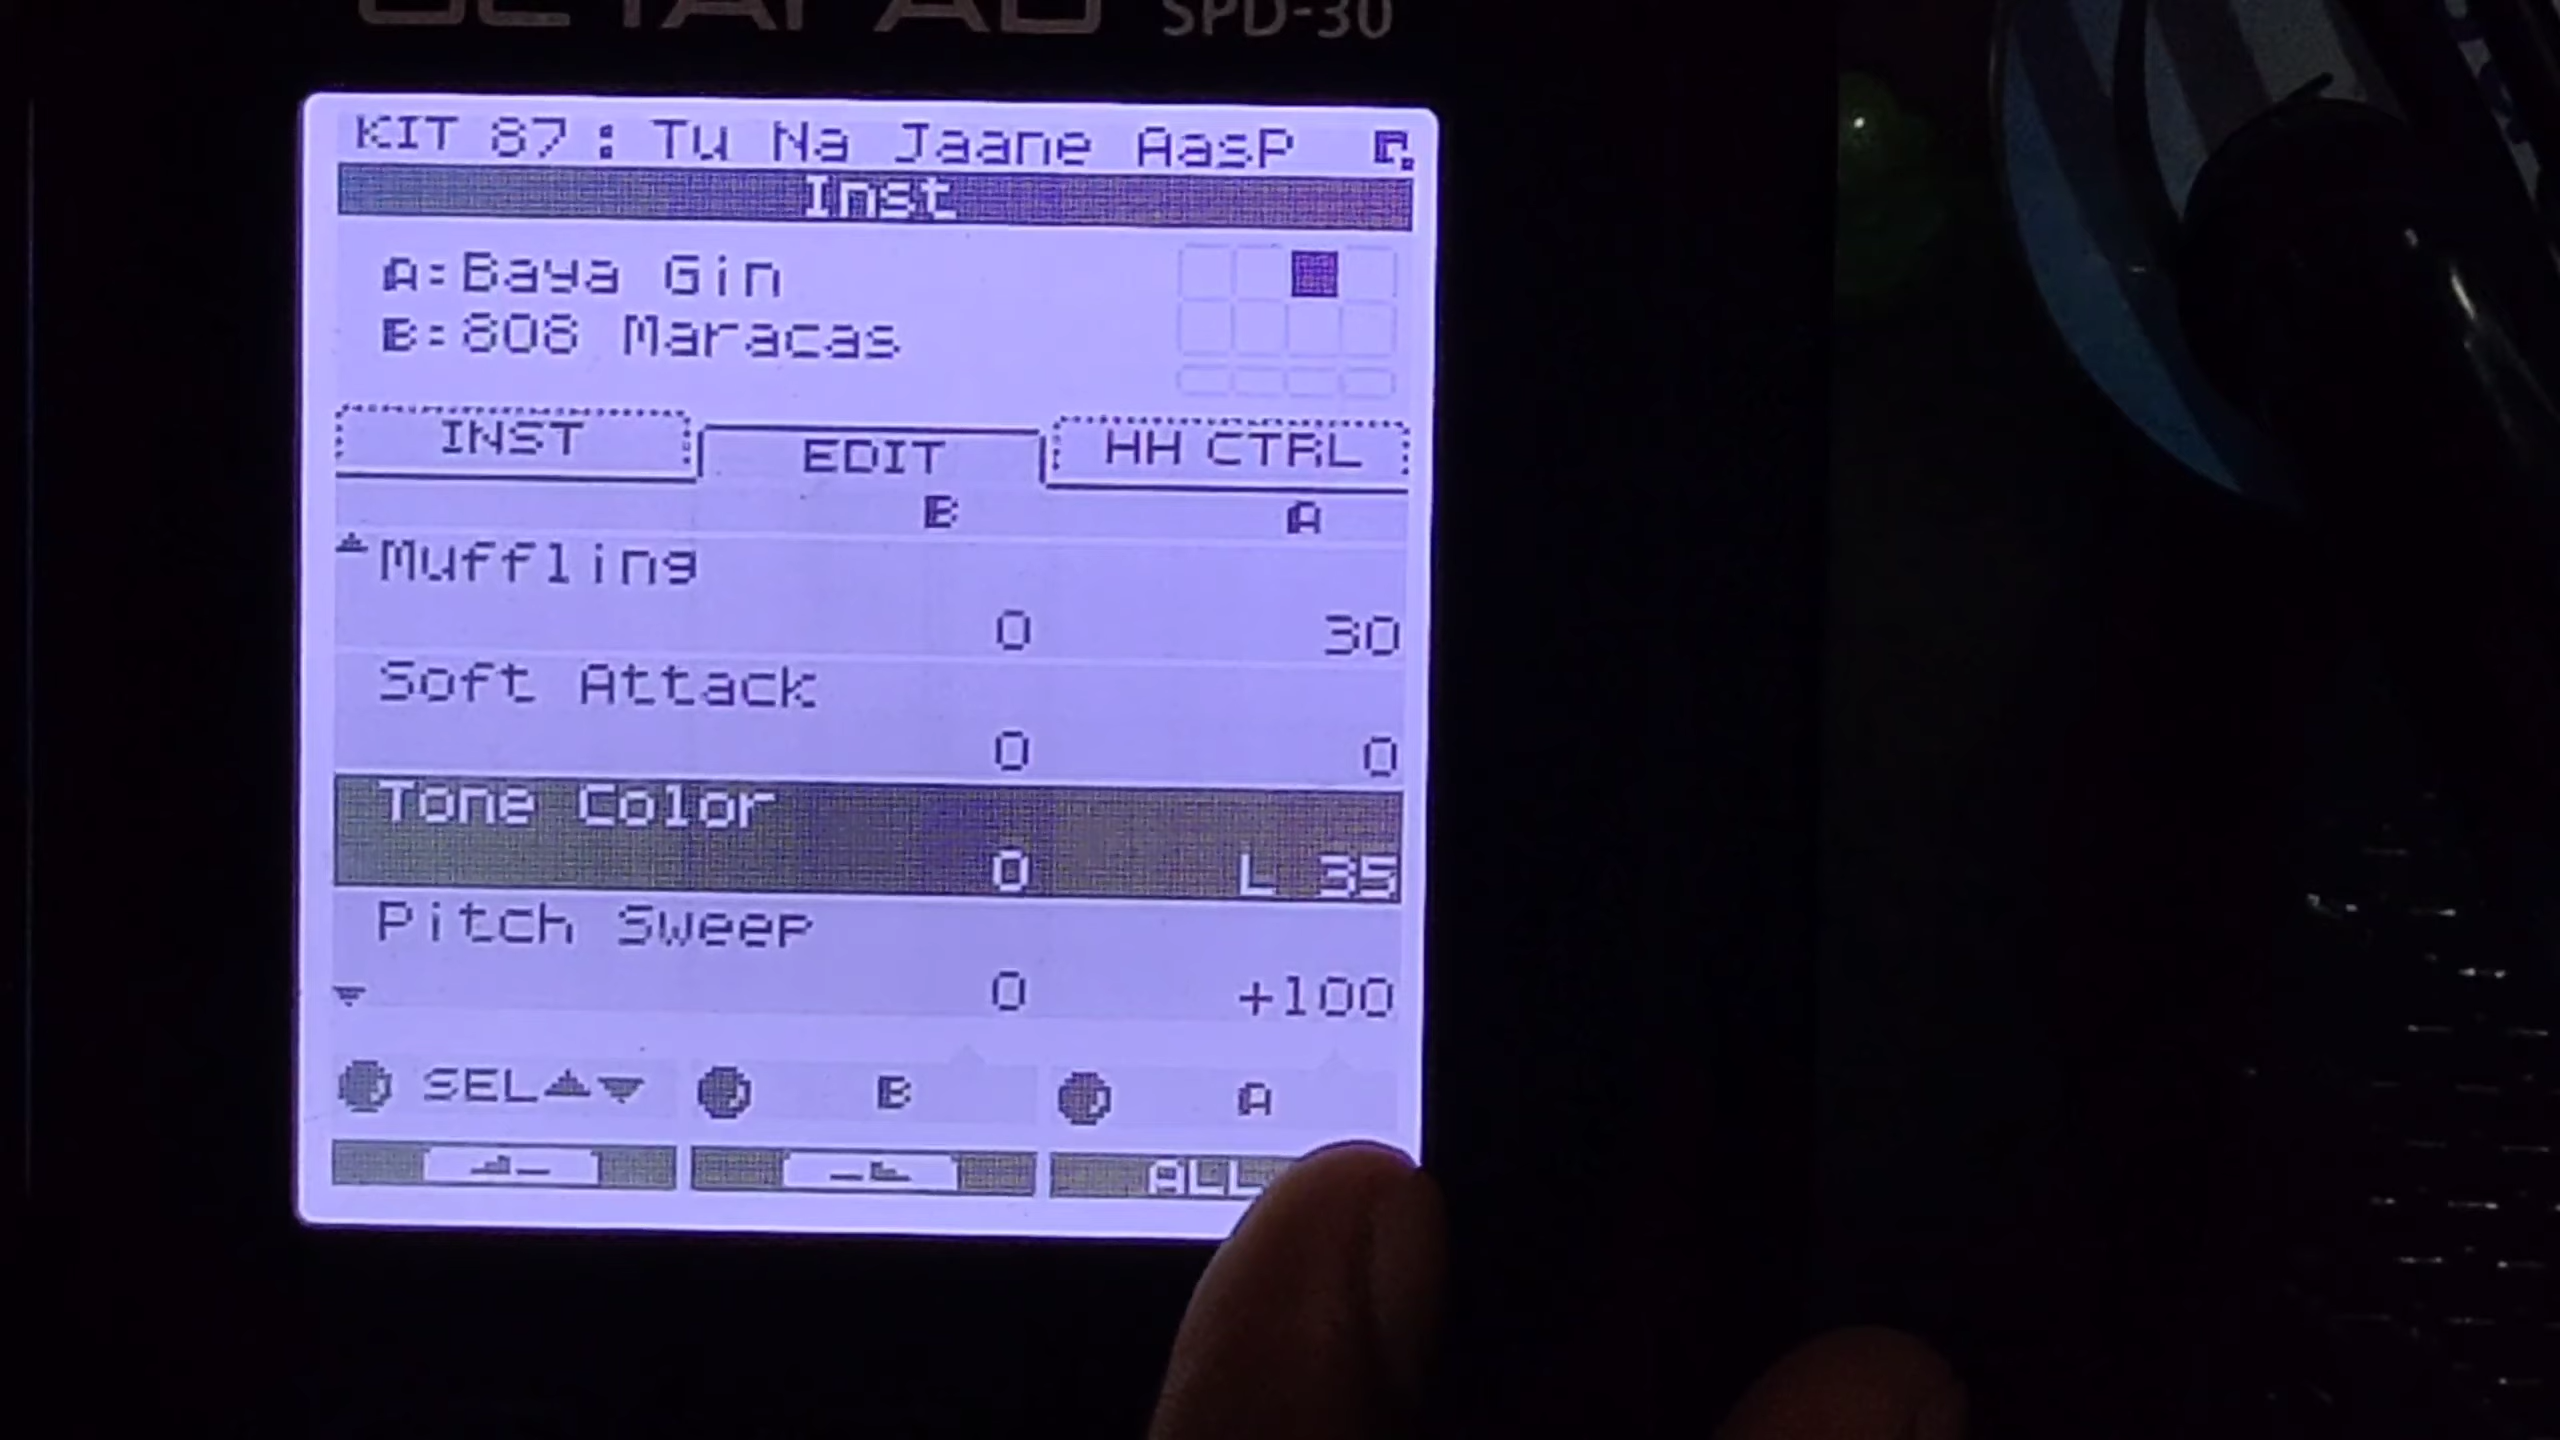 OCTAPAD SPD-30
KIT 87: Tu Na Jaane AasP
Inst
A:Baya Gin
B:808 Maracas
INST EDIT HH CTRL
B A
Muffling
0 30
Soft Attack
0 0
Tone Color
0 L 35
Pitch Sweep
0 +100
SEL B A
ALL